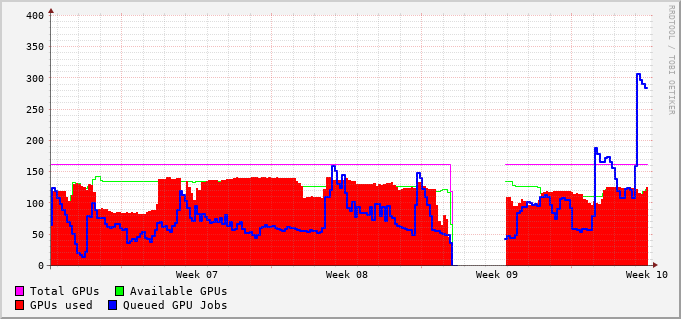 400
350
300
250
200
150
100
50
0
Week 07 Week 08 Week 09 Week 10
Total GPUs Available GPUs
GPUs used Queued GPU Jobs
RRDTOOL / TOBI OETIKER